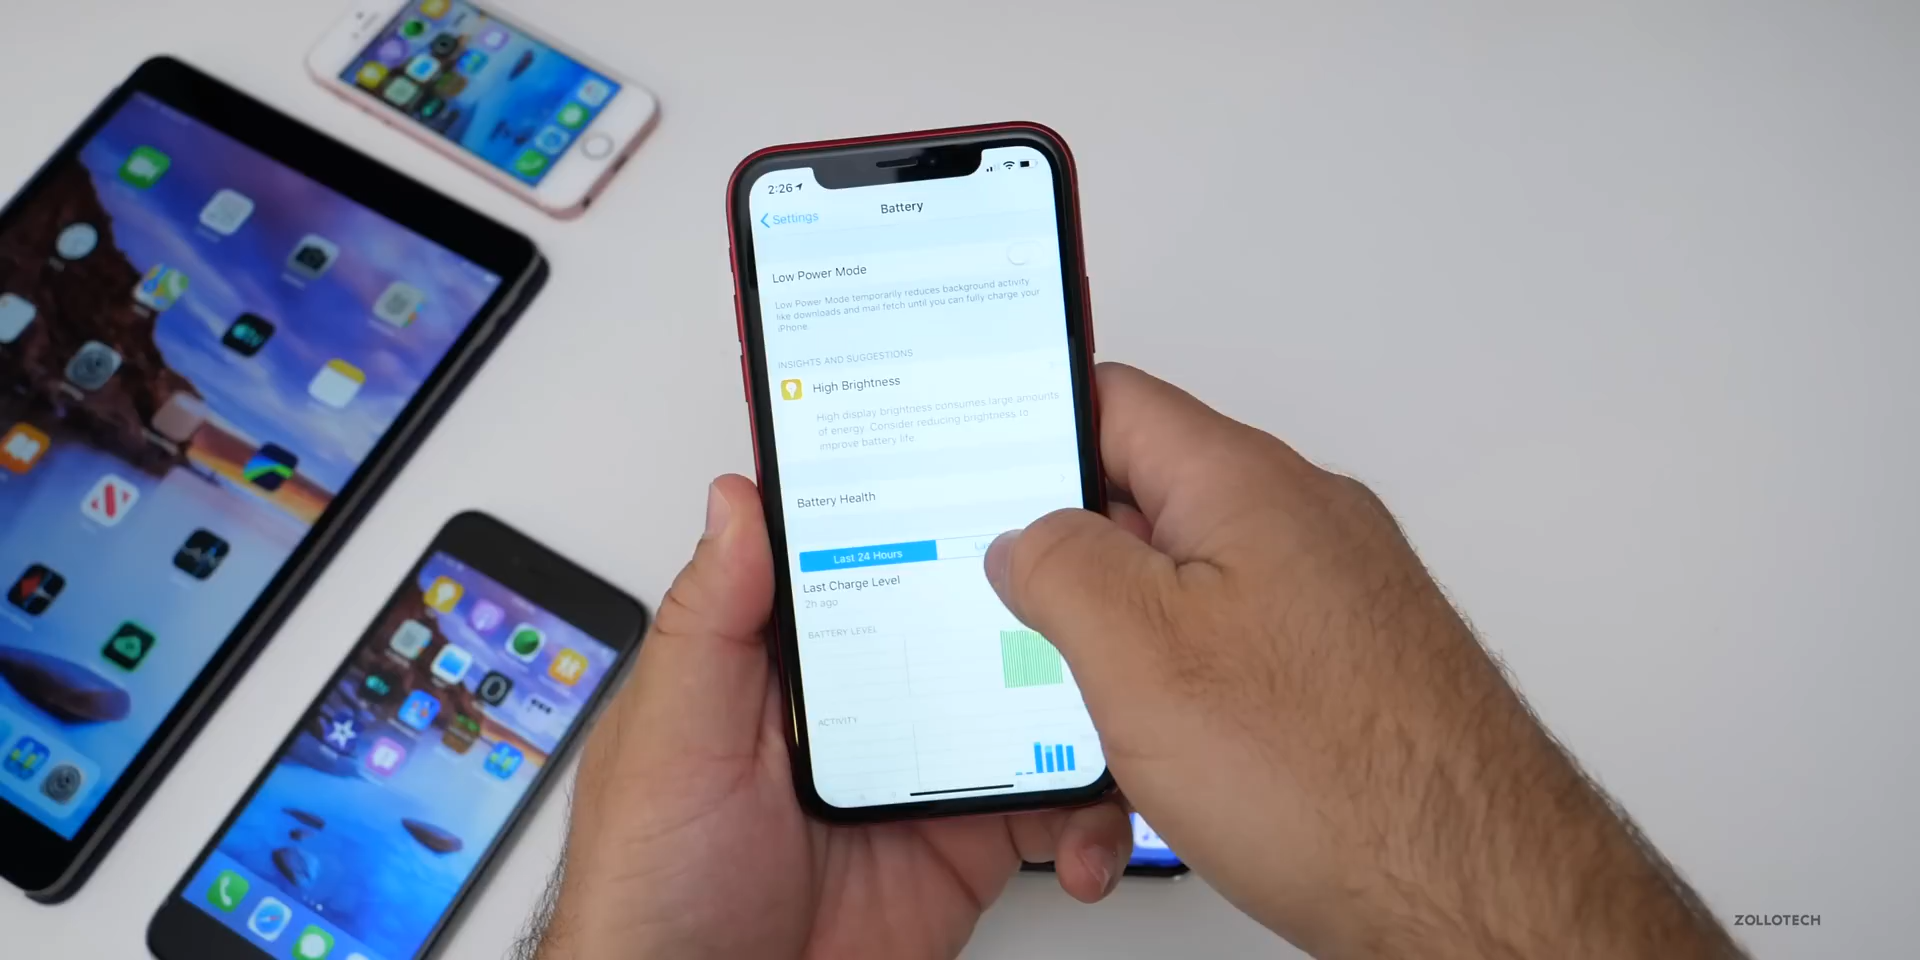 2:26
Settings
Battery
Low Power Mode
Low Power Mode temporarily reduces background activity
like downloads and mail fetch until you can fully charge your
iPhone.
INSIGHTS AND SUGGESTIONS
High Brightness
High display brightness consumes large amounts
of energy. Consider reducing brightness to
improve battery life.
Battery Health
Last 24 Hours
Last Charge Level
2h ago
BATTERY LEVEL
ACTIVITY
ZOLLOTECH